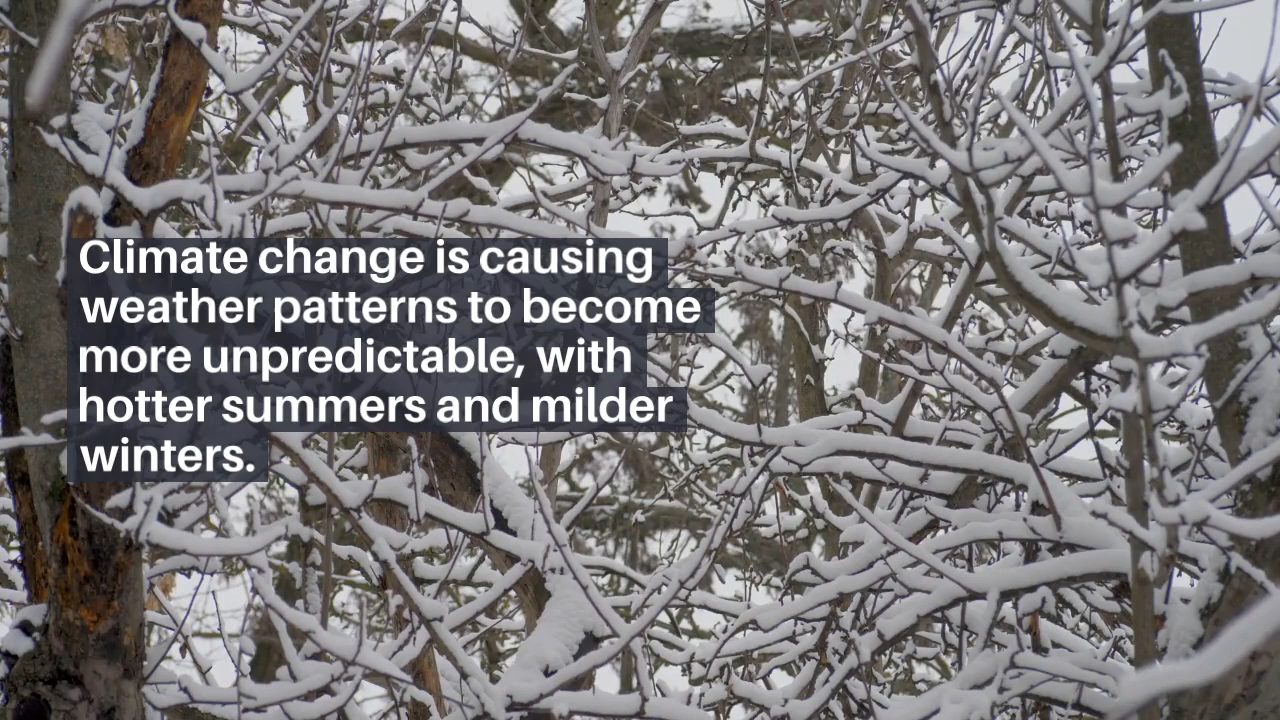 Climate change is causing
weather patterns to become
more unpredictable, with
hotter summers and milder
winters.